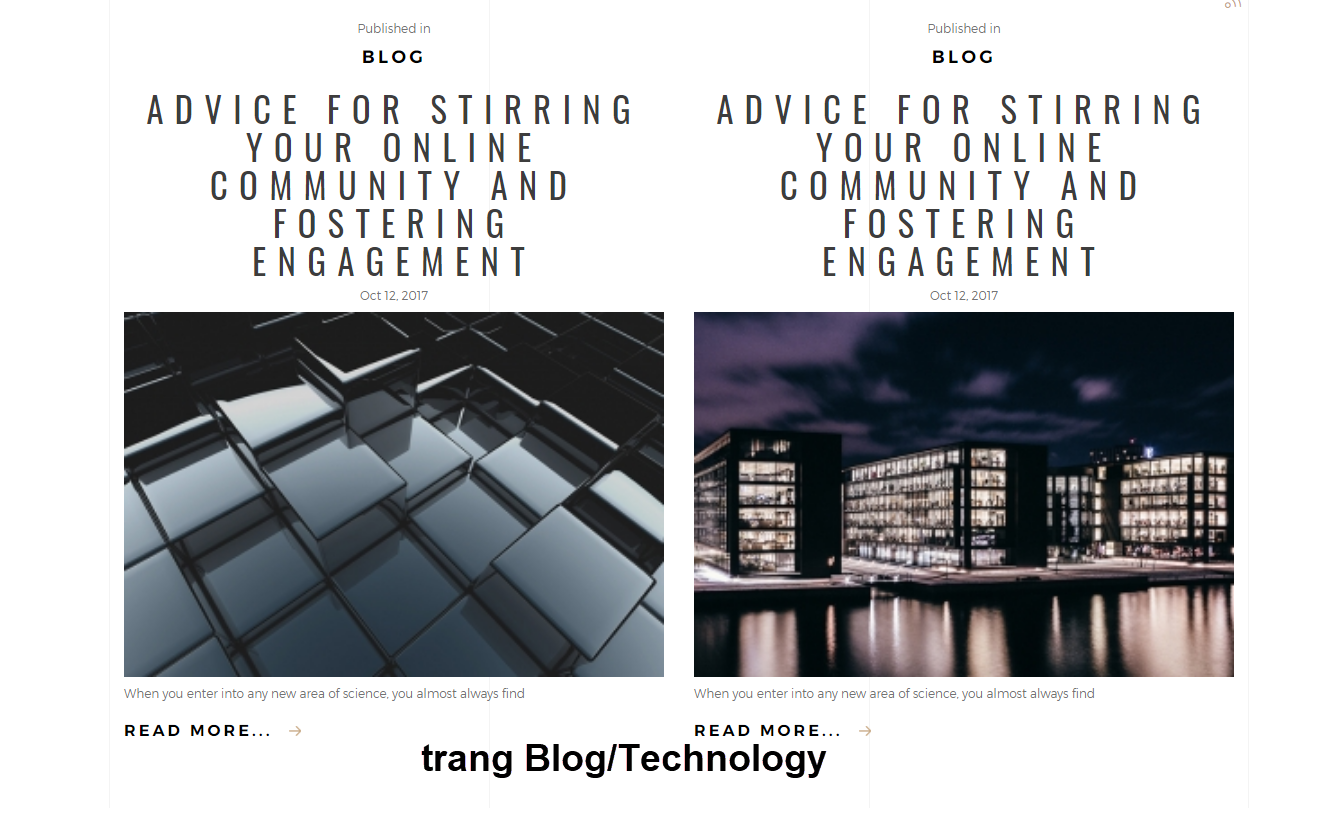 Published in
BLOG
ADVICE FOR STIRRING
YOUR ONLINE
COMMUNITY AND
FOSTERING
ENGAGEMENT
Oct 12, 2017
When you enter into any new area of science, you almost always find
READ MORE...
Published in
BLOG
ADVICE FOR STIRRING
YOUR ONLINE
COMMUNITY AND
FOSTERING
ENGAGEMENT
Oct 12, 2017
When you enter into any new area of science, you almost always find
READ MORE...
trang Blog/Technology